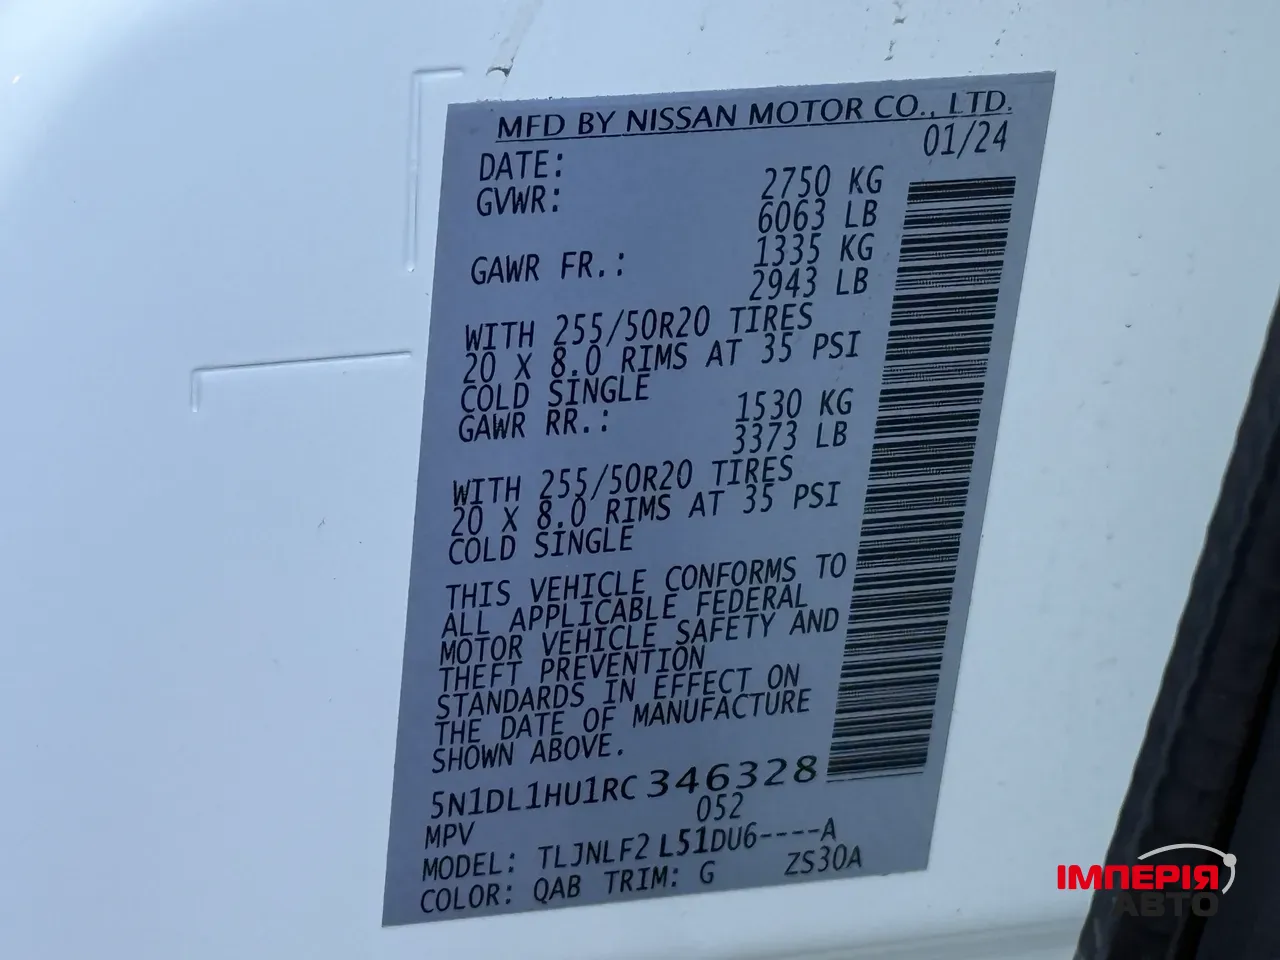 MFD BY NISSAN MOTOR CO., LTD.
DATE: 01/24
GVWR: 2750 KG
6063 LB
GAWR FR.: 1335 KG
2943 LB
WITH 255/50R20 TIRES
20 X 8.0 RIMS AT 35 PSI
COLD SINGLE
GAWR RR.: 1530 KG
3373 LB
WITH 255/50R20 TIRES
20 X 8.0 RIMS AT 35 PSI
COLD SINGLE
THIS VEHICLE CONFORMS TO
ALL APPLICABLE FEDERAL
MOTOR VEHICLE SAFETY AND
THEFT PREVENTION
STANDARDS IN EFFECT ON
THE DATE OF MANUFACTURE
SHOWN ABOVE.
5N1DL1HU1RC346328
MPV 052
MODEL: TLJNLF2 L51DU6----A
COLOR: QAB TRIM: G ZS30A
ІМПЕРІЯ
АВТО